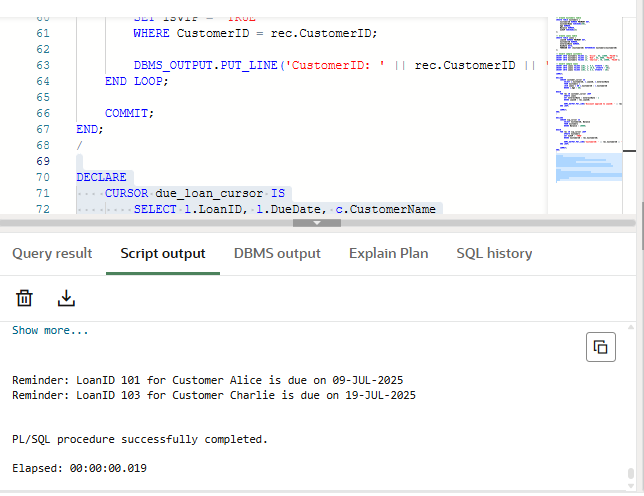 60 SET IsVIP = 'TRUE'
61 WHERE CustomerID = rec.CustomerID;
62
63 DBMS_OUTPUT.PUT_LINE('CustomerID: ' || rec.CustomerID ||
64 END LOOP;
65
66 COMMIT;
67 END;
68 /
69
70 DECLARE
71 CURSOR due_loan_cursor IS
72 SELECT l.LoanID, l.DueDate, c.CustomerName
Query result Script output DBMS output Explain Plan SQL history
Show more...
Reminder: LoanID 101 for Customer Alice is due on 09-JUL-2025
Reminder: LoanID 103 for Customer Charlie is due on 19-JUL-2025
PL/SQL procedure successfully completed.
Elapsed: 00:00:00.019